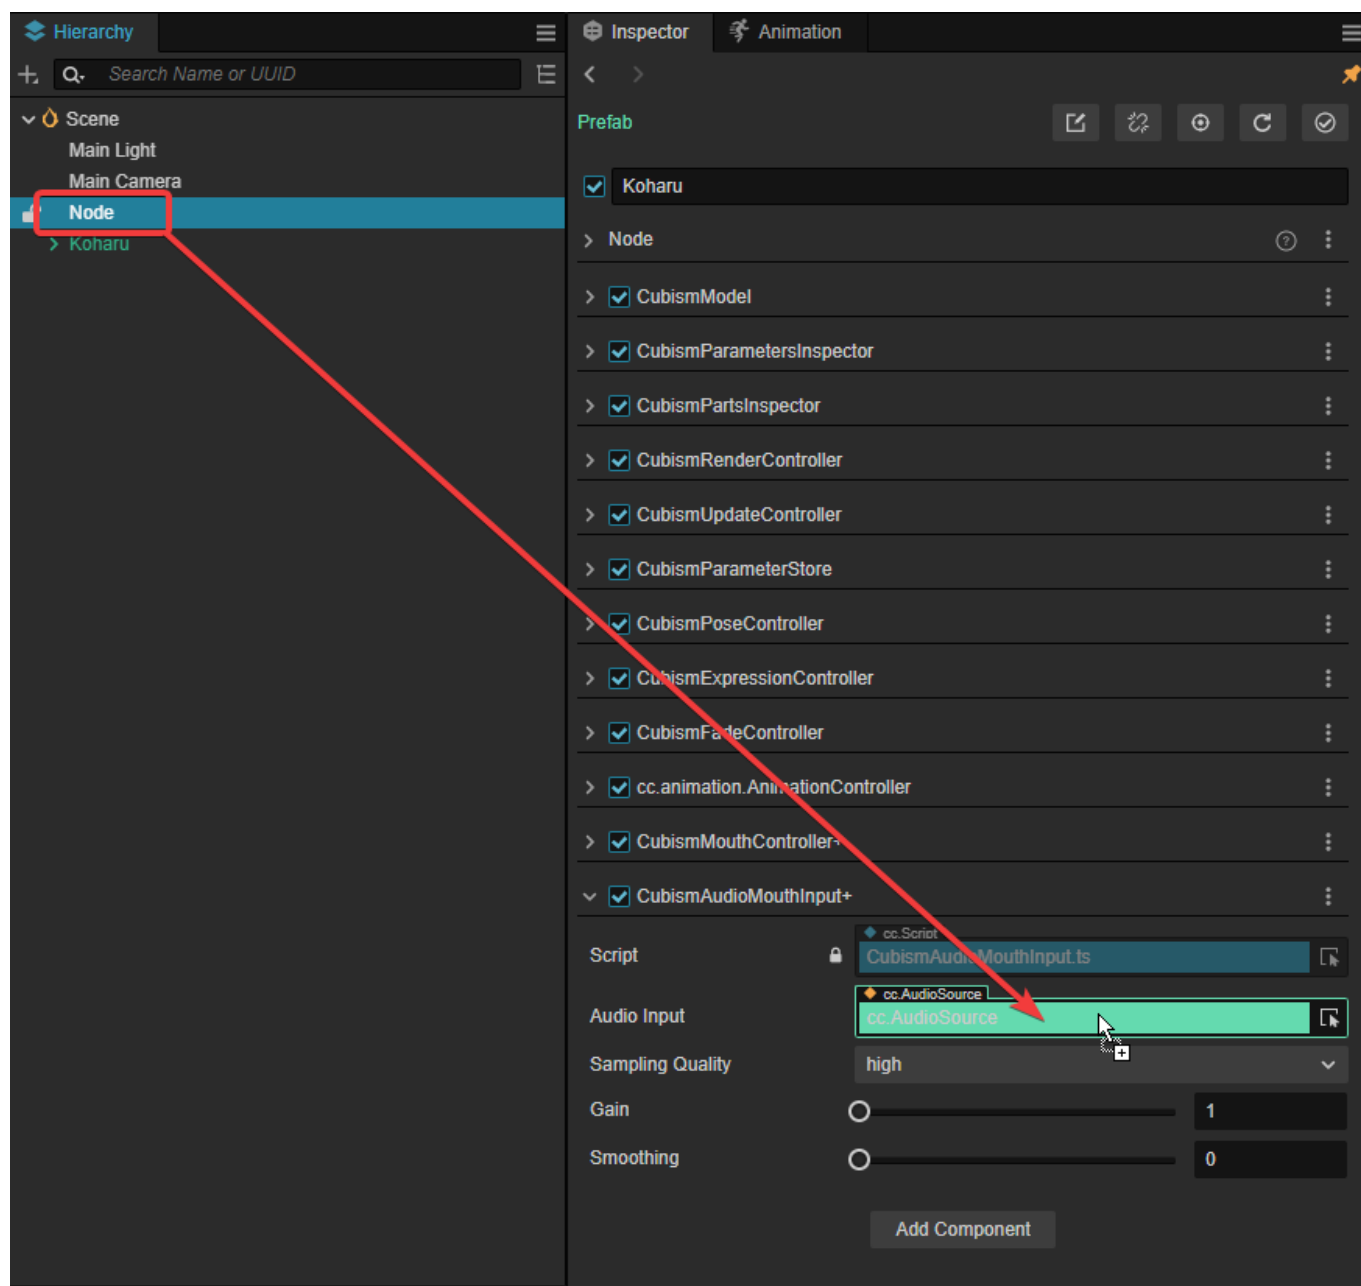 Hierarchy
Search Name or UUID
Scene
Main Light
Main Camera
Node
Koharu
Inspector
Animation
Prefab
Koharu
Node
CubismModel
CubismParametersInspector
CubismPartsInspector
CubismRenderController
CubismUpdateController
CubismParameterStore
CubismPoseController
CubismExpressionController
CubismFadeController
cc.animation.AnimationController
CubismMouthController+
CubismAudioMouthInput+
cc.Script
Script
CubismAudioMouthInput.ts
cc.AudioSource
Audio Input
cc.AudioSource
Sampling Quality
high
Gain
1
Smoothing
0
Add Component